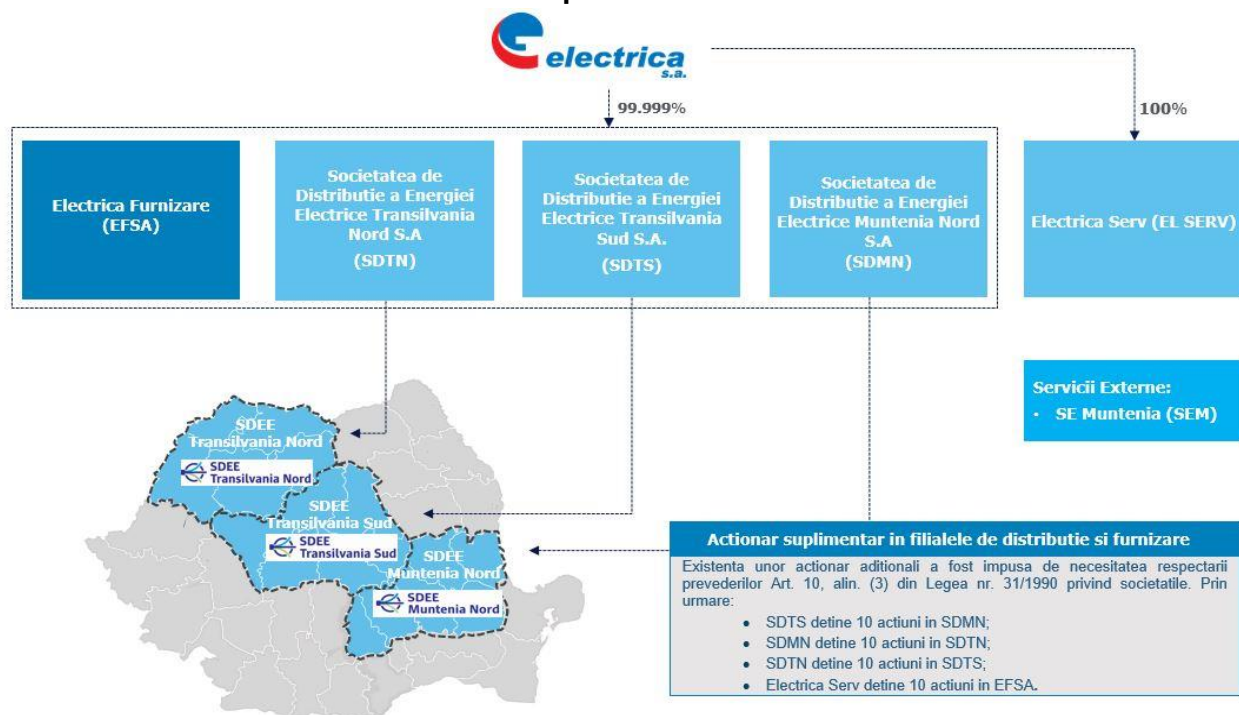 electrica
s.a.
99.999%
100%
Electrica Furnizare
(EFSA)
Societatea de
Distributie a Energiei
Electrice Transilvania
Nord S.A
(SDTN)
Societatea de
Distributie a Energiei
Electrice Transilvania
Sud S.A.
(SDTS)
Societatea de
Distributie a Energiei
Electrice Muntenia Nord
S.A
(SDMN)
Electrica Serv (EL SERV)
Servicii Externe:
• SE Muntenia (SEM)
SDEE
Transilvania Nord
SDEE
Transilvania Nord
SDEE
Transilvania Sud
SDEE
Transilvania Sud
SDEE
Muntenia Nord
SDEE
Muntenia Nord
Actionar suplimentar in filialele de distributie si furnizare
Existenta unor actionar aditionali a fost impusa de necesitatea respectarii
prevederilor Art. 10, alin. (3) din Legea nr. 31/1990 privind societatile. Prin
urmare:
• SDTS detine 10 actiuni in SDMN;
• SDMN detine 10 actiuni in SDTN;
• SDTN detine 10 actiuni in SDTS;
• Electrica Serv detine 10 actiuni in EFSA.